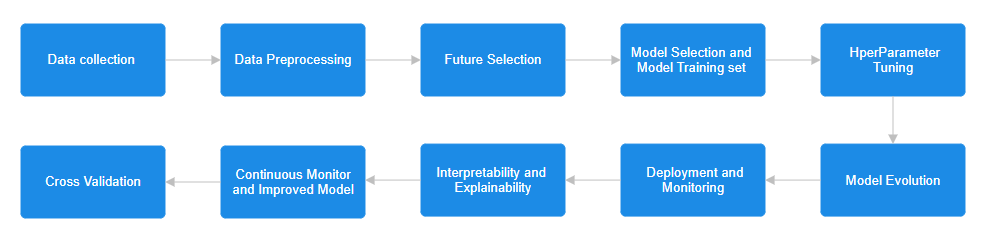 Data collection
Data Preprocessing
Future Selection
Model Selection and
Model Training set
HperParameter
Tuning
Cross Validation
Continuous Monitor
and Improved Model
Interpretability and
Explainability
Deployment and
Monitoring
Model Evolution